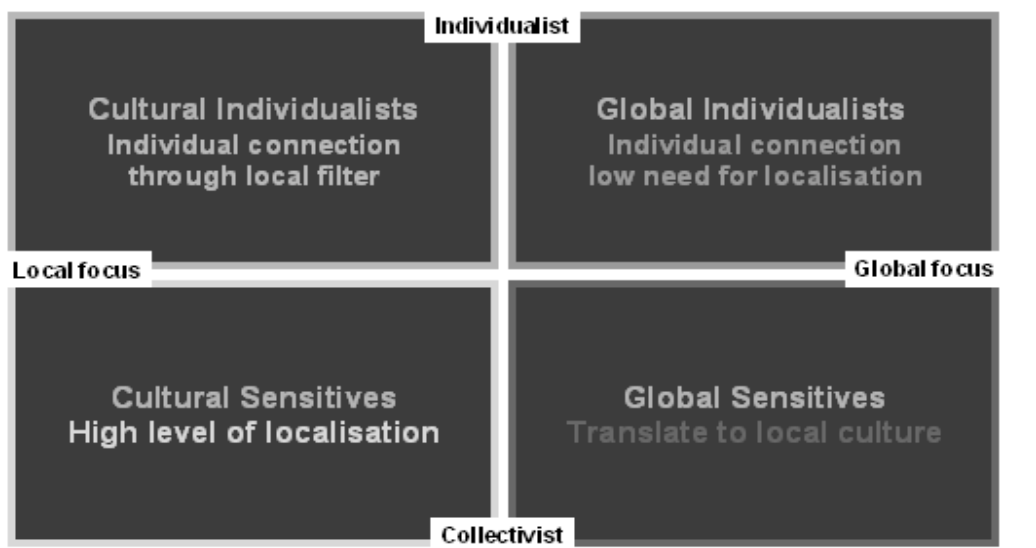 Individualist
Cultural Individualists
Individual connection
through local filter
Global Individualists
Individual connection
low need for localisation
Local focus
Global focus
Cultural Sensitives
High level of localisation
Global Sensitives
Translate to local culture
Collectivist